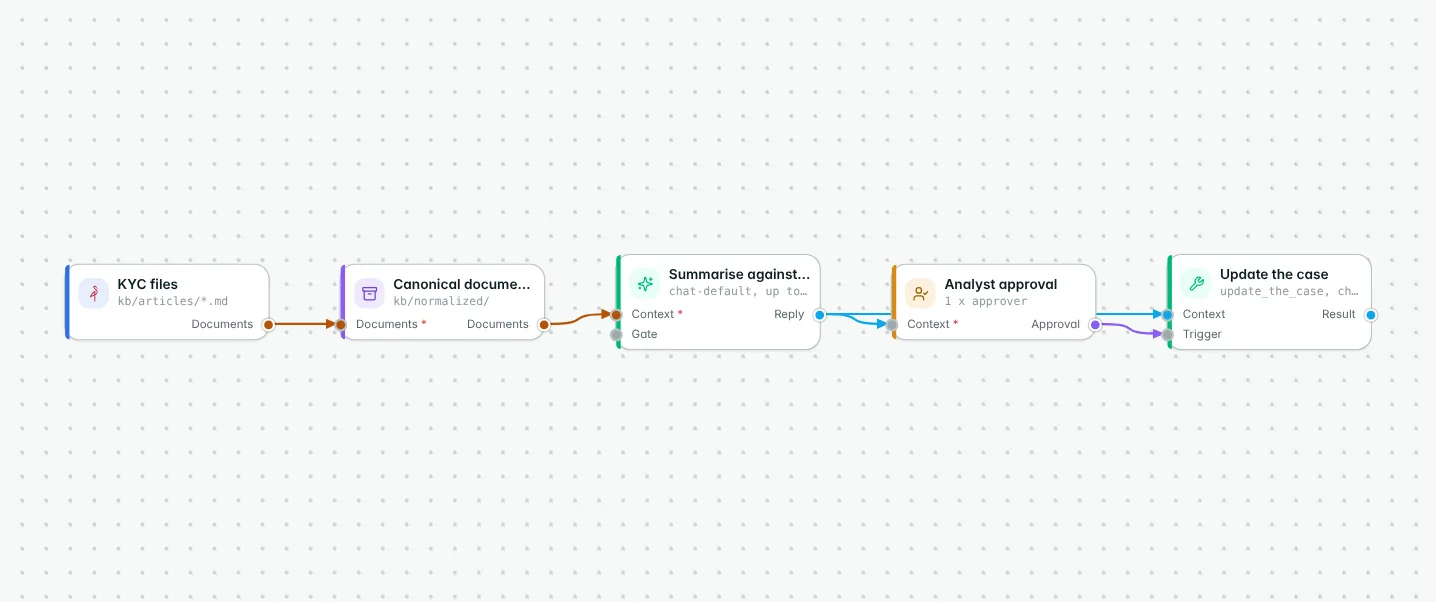 KYC files
kb/articles/*.md
Documents
Canonical docume...
kb/normalized/
Documents * Documents
Summarise against...
chat-default, up to...
Context * Reply
Gate
Analyst approval
1 x approver
Context * Approval
Update the case
update_the_case, ch...
Context Result
Trigger